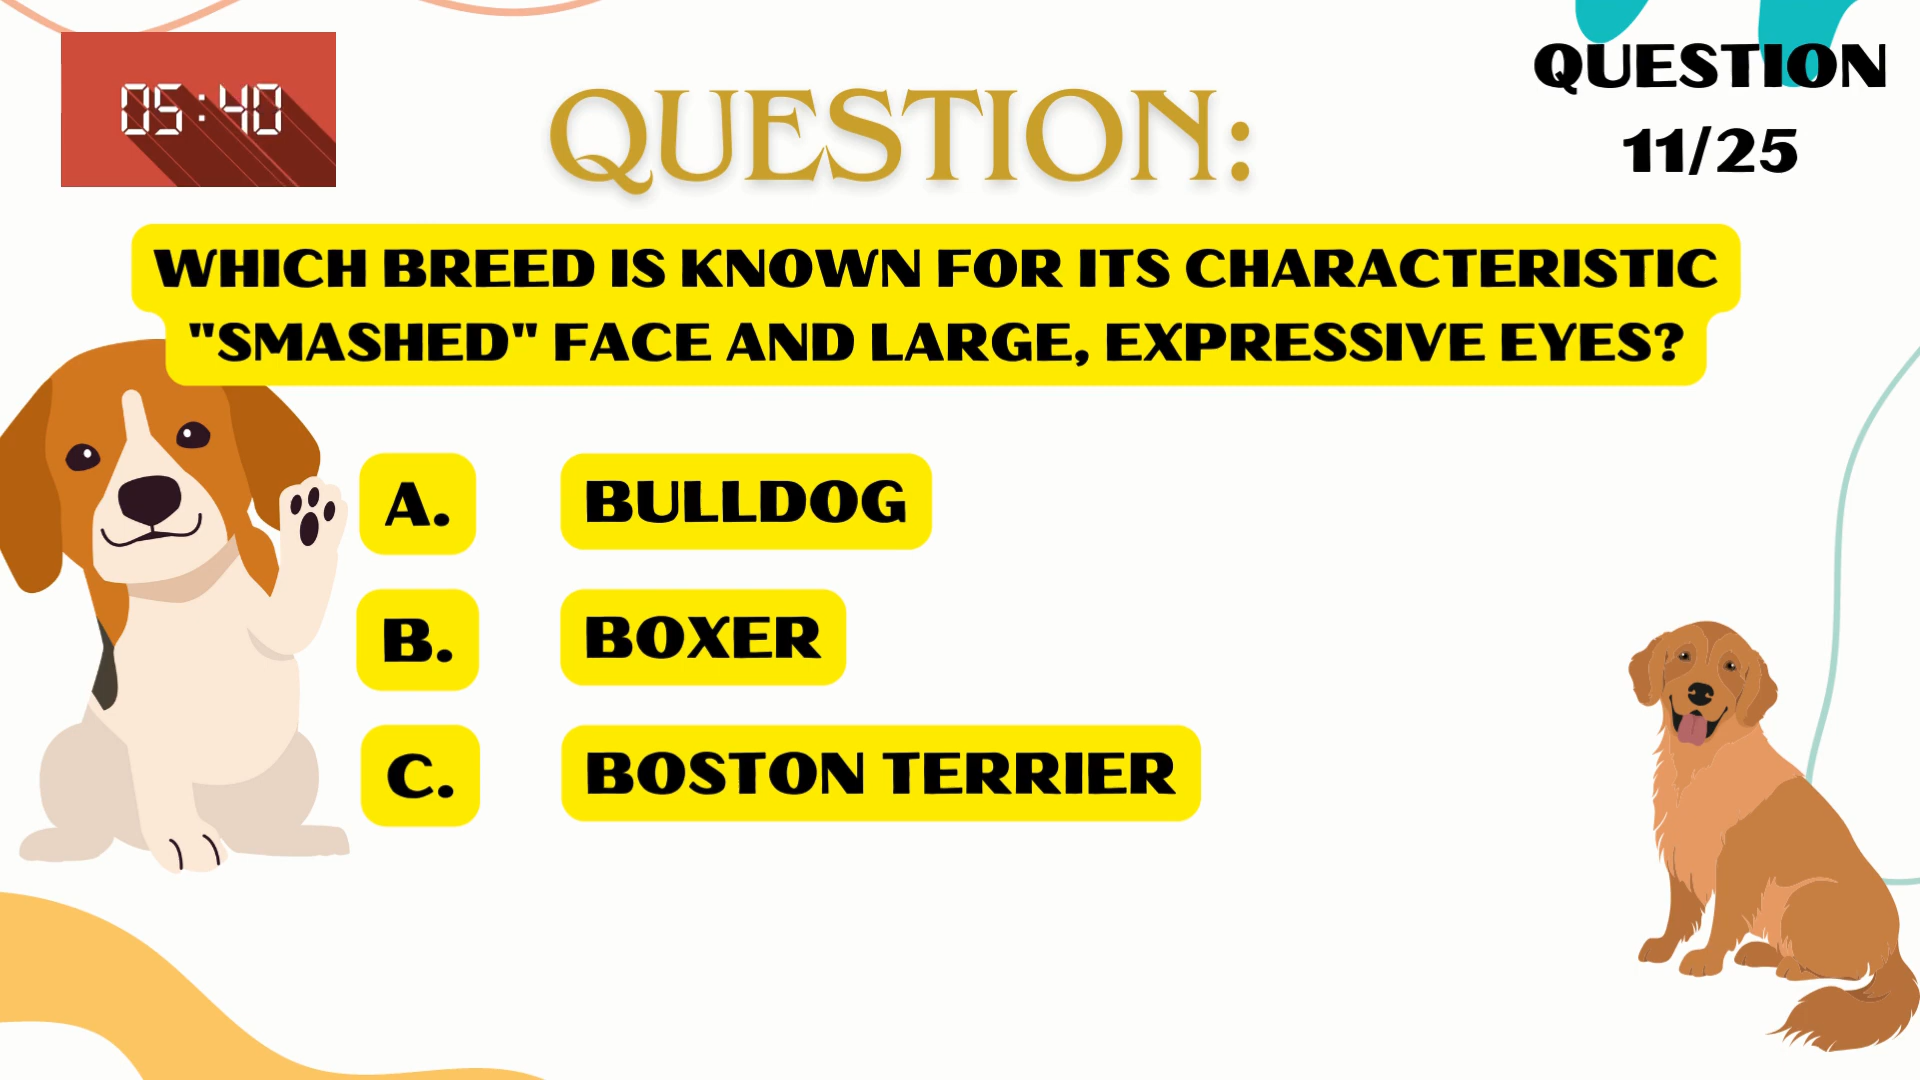 05:40
QUESTION:
QUESTION
11/25
WHICH BREED IS KNOWN FOR ITS CHARACTERISTIC
"SMASHED" FACE AND LARGE, EXPRESSIVE EYES?
A. BULLDOG
B. BOXER
C. BOSTON TERRIER